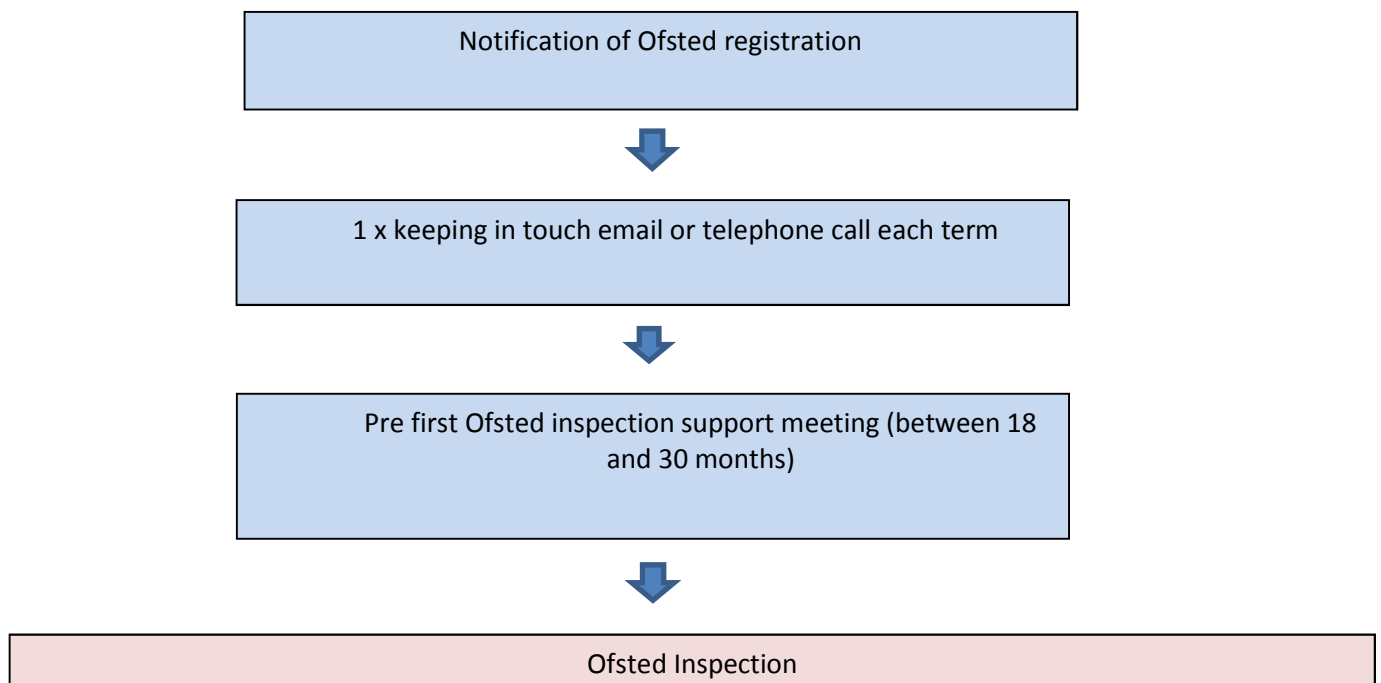 Notification of Ofsted registration
1 x keeping in touch email or telephone call each term
Pre first Ofsted inspection support meeting (between 18
and 30 months)
Ofsted Inspection